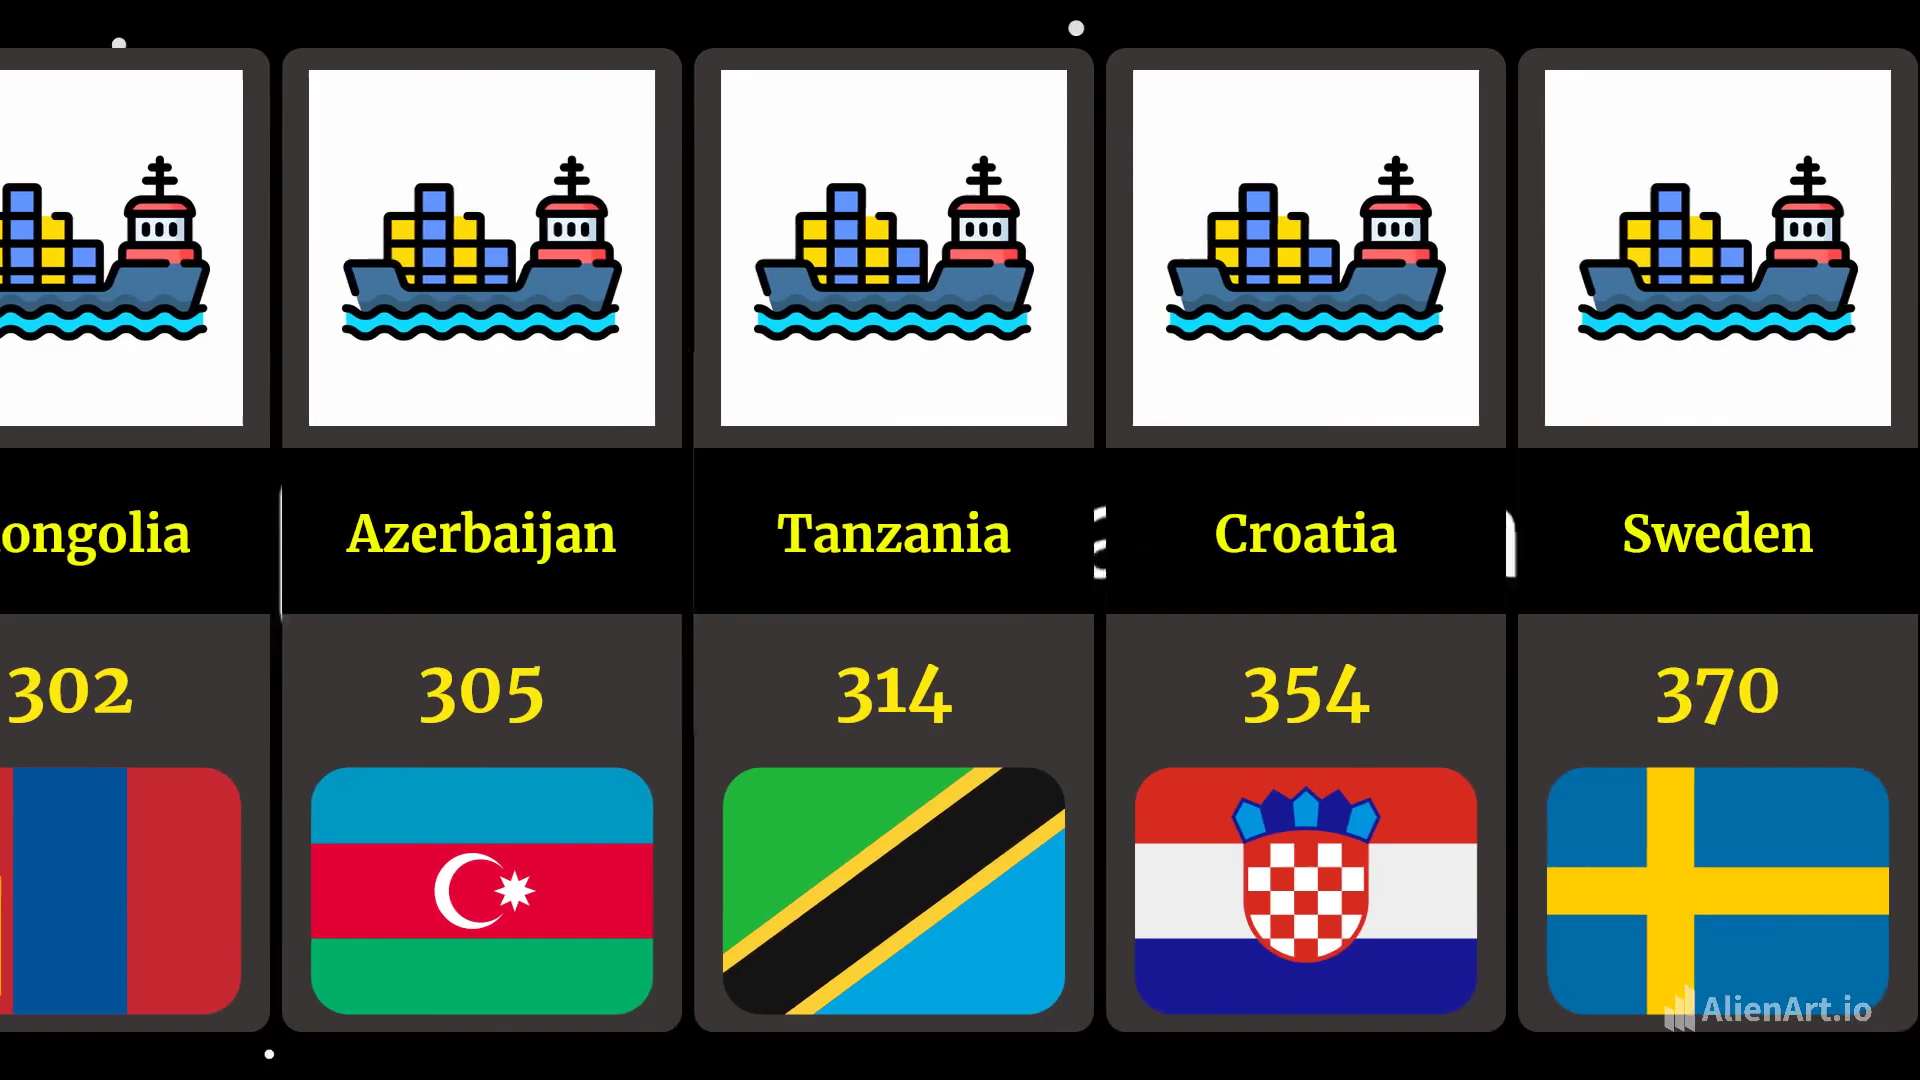 ongolia
Azerbaijan
Tanzania
Croatia
Sweden
302
305
314
354
370
AlienArt.io